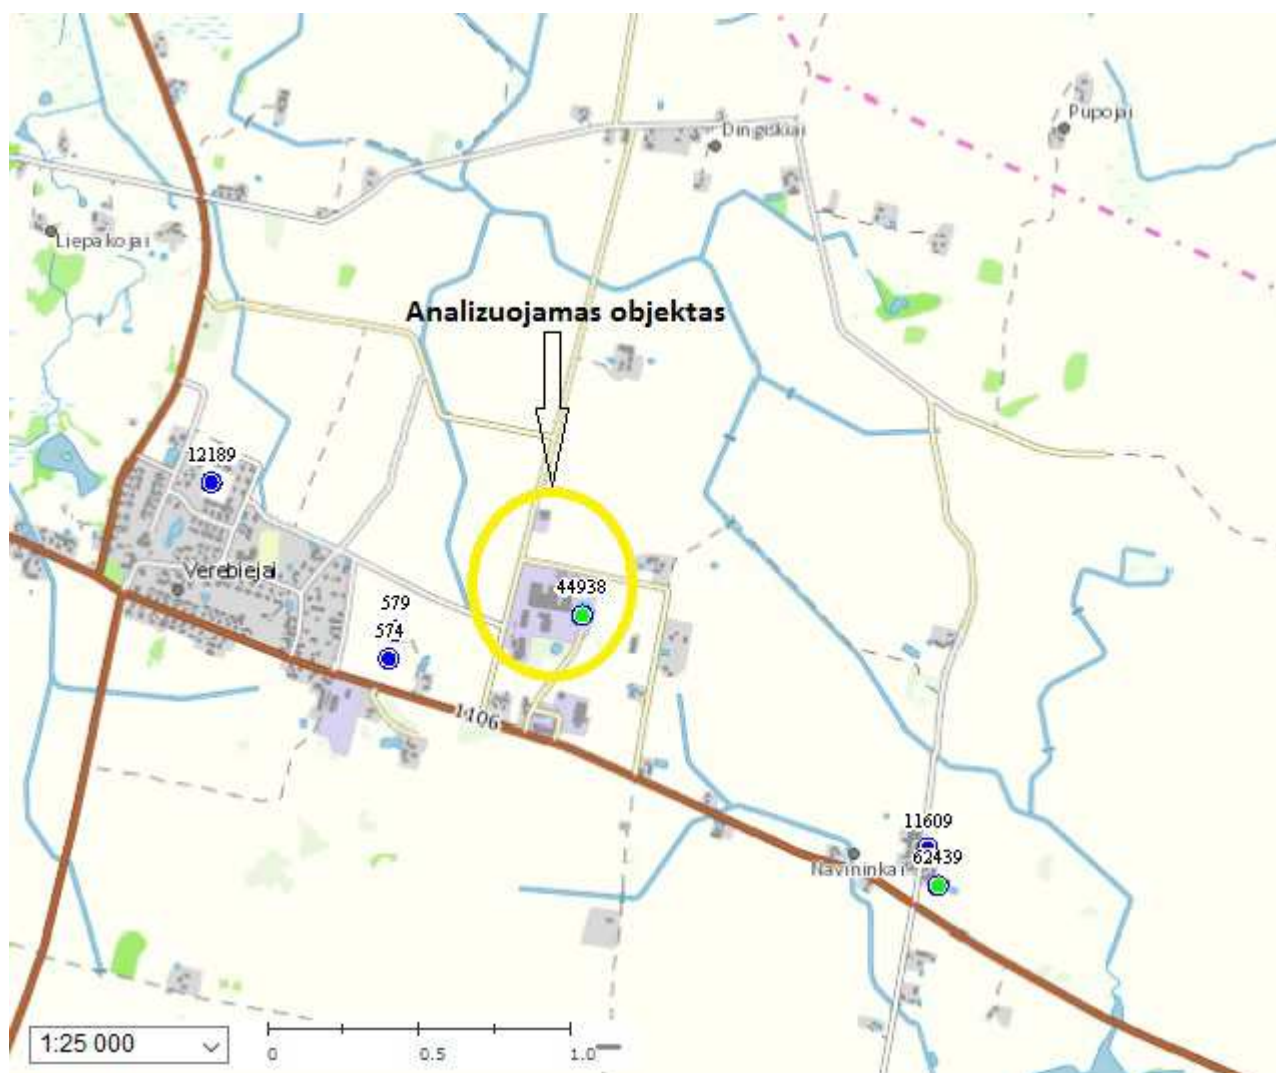 Pupojai
Dingiškiai
Liepakojai
Analizuojamas objektas
12189
Verebiejai
44938
579
574
1106
11609
62439
Navininkai
1:25 000
0 0.5 1.0